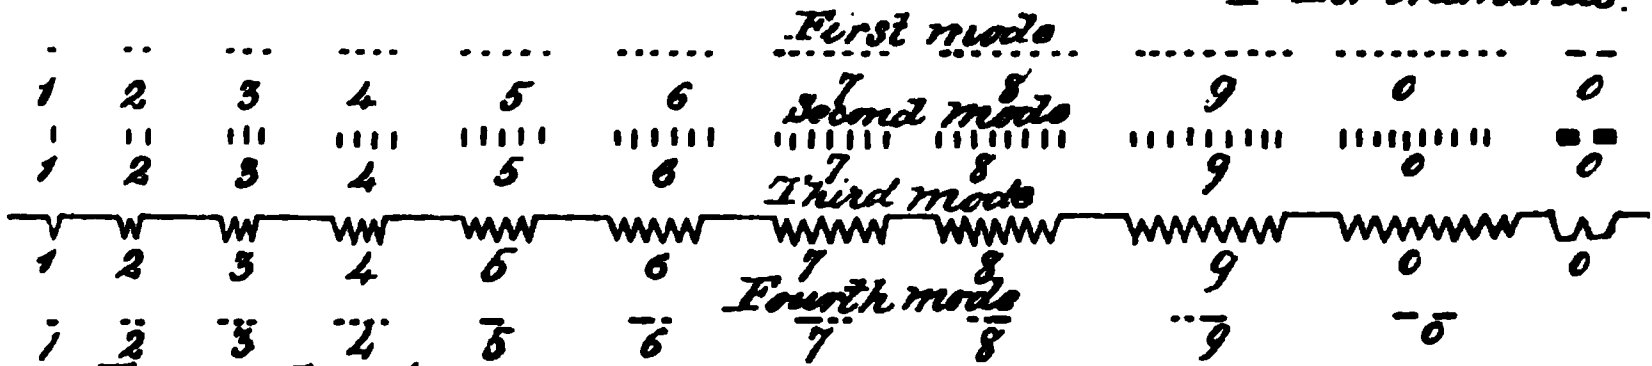 First mode
1 2 3 4 5 6 7 8 9 0 0
Second mode
1 2 3 4 5 6 7 8 9 0 0
Third mode
1 2 3 4 5 6 7 8 9 0 0
Fourth mode
1 2 3 4 5 6 7 8 9 0